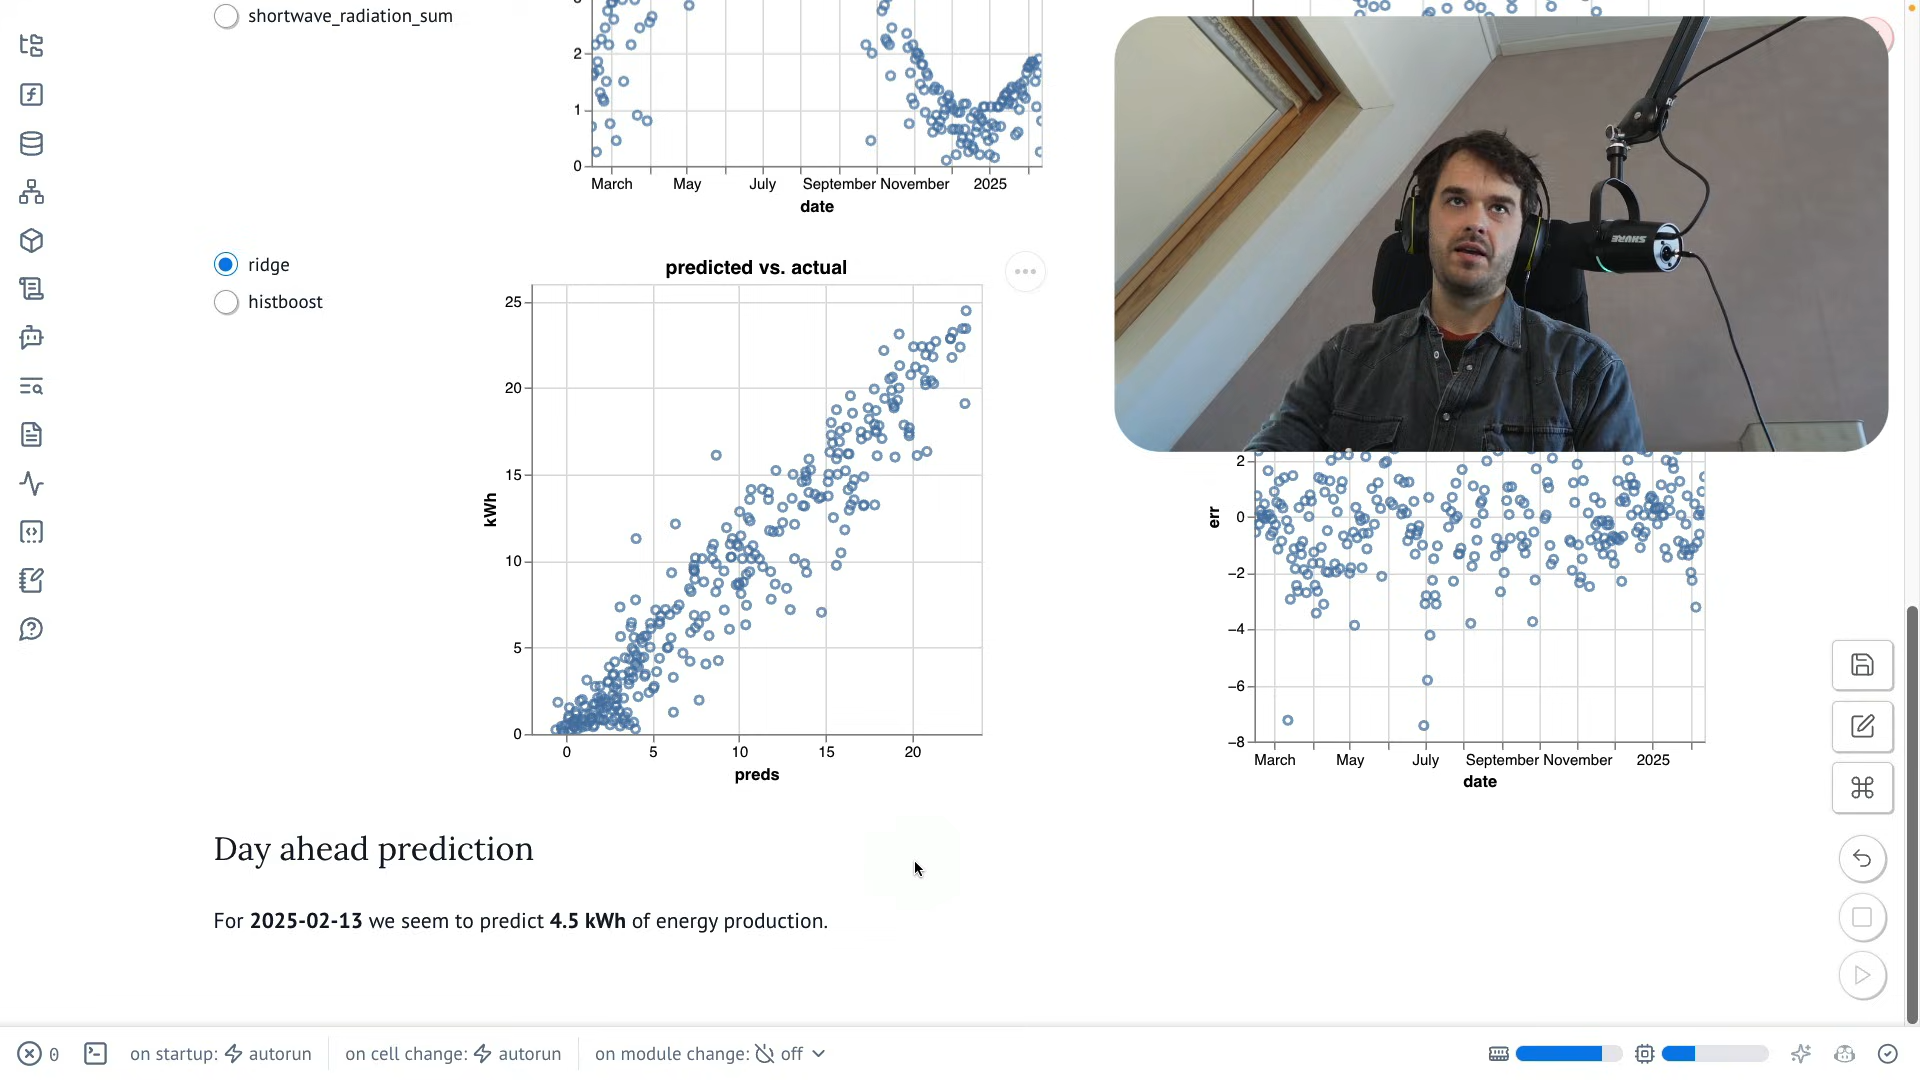 shortwave_radiation_sum
3
2
1
0
March May July September November 2025
date
ridge
histboost
predicted vs. actual
25
20
15
10
5
0
kWh
0 5 10 15 20
preds
SHURE
2
0
−2
−4
−6
−8
err
March May July September November 2025
date
Day ahead prediction
For 2025-02-13 we seem to predict 4.5 kWh of energy production.
0 on startup: autorun on cell change: autorun on module change: off